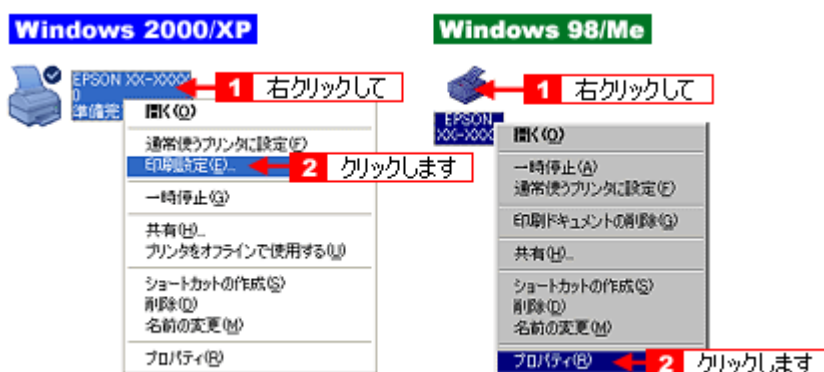 Windows 2000/XP
EPSON XX-XXXX
0
準備完
1 右クリックして
開く(O)
通常使うプリンタに設定(F)
印刷設定(E)...
2 クリックします
一時停止(G)
共有(H)...
プリンタをオフラインで使用する(U)
ショートカットの作成(S)
削除(D)
名前の変更(M)
プロパティ(R)
Windows 98/Me
1 右クリックして
EPSON
XX-XXX
開く(O)
一時停止(A)
通常使うプリンタに設定(F)
印刷ドキュメントの削除(G)
共有(H)...
ショートカットの作成(S)
削除(D)
名前の変更(M)
プロパティ(R)
2 クリックします